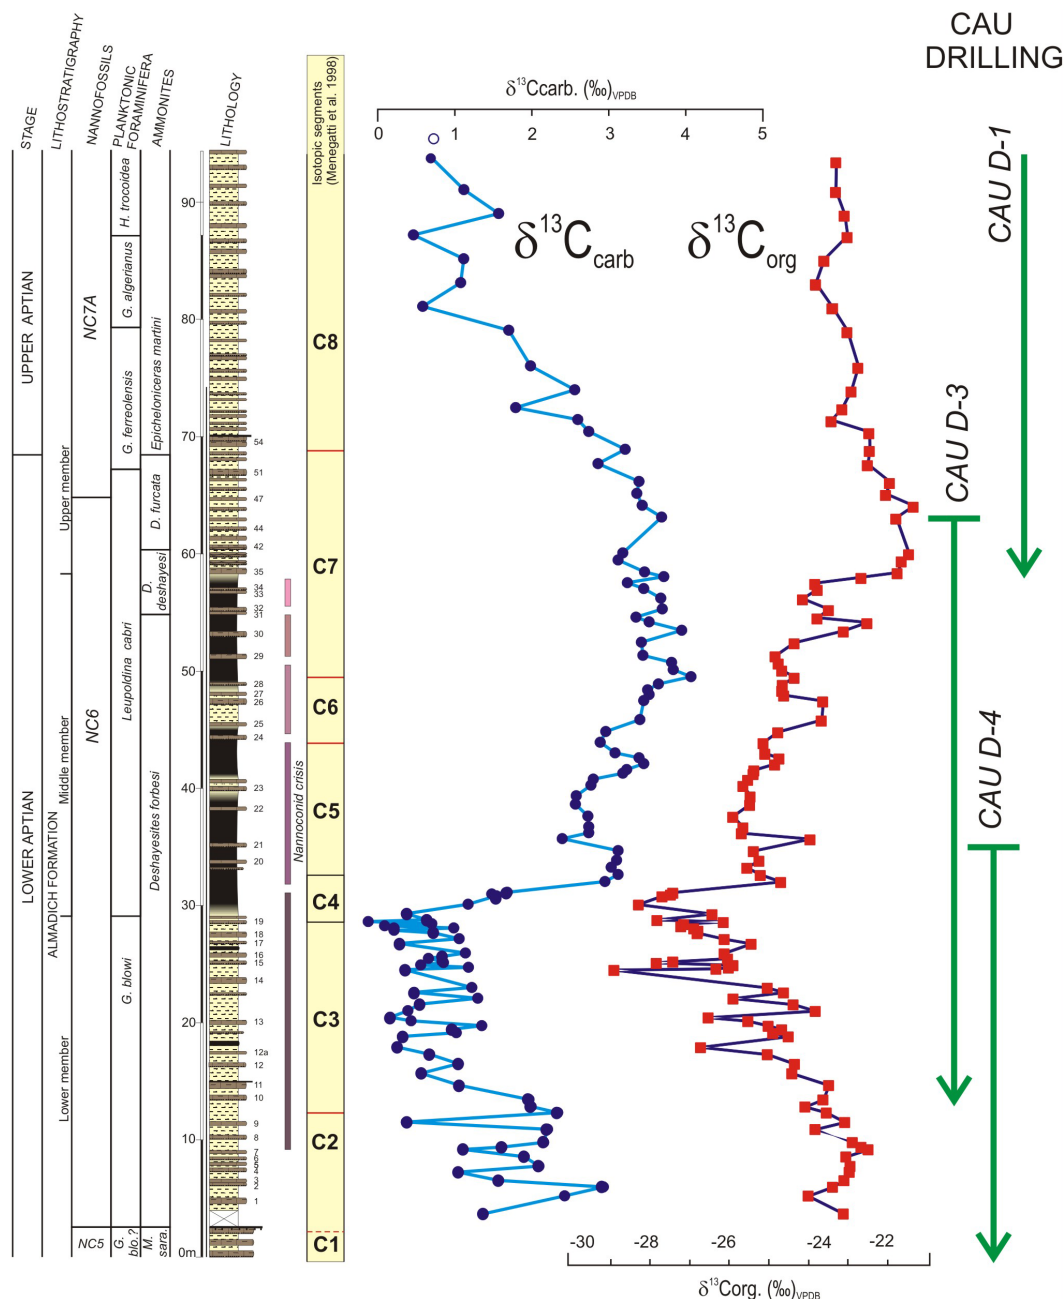 CAU
DRILLING
STAGE
LITHOSTRATIGRAPHY
NANNOFOSSILS
PLANKTONIC
FORAMINIFERA
AMMONITES
LITHOLOGY
Isotopic segments
(Menegatti et al. 1998)
δ13Ccarb. (‰)VPDB
0 1 2 3 4 5
δ13Ccarb
δ13Corg
CAU D-1
CAU D-3
CAU D-4
UPPER APTIAN
LOWER APTIAN
ALMADICH FORMATION
Upper member
Middle member
Lower member
NC7A
NC6
NC5
H. trocoidea
G. algerianus
G. ferreolensis
Leupoldina cabri
G. blowi
G.
blo.?
Epicheloniceras martini
D. furcata
D.
deshayesi
Deshayesites forbesi
M.
sara.
90
80
70
60
50
40
30
20
10
0m
54
51
47
44
42
35
34
33
32
31
30
29
28
27
26
25
24
23
22
21
20
19
18
17
16
15
14
13
12a
12
11
10
9
8
7
6
5
4
3
2
1
Nannoconid crisis
C8
C7
C6
C5
C4
C3
C2
C1
-30 -28 -26 -24 -22
δ13Corg. (‰)VPDB